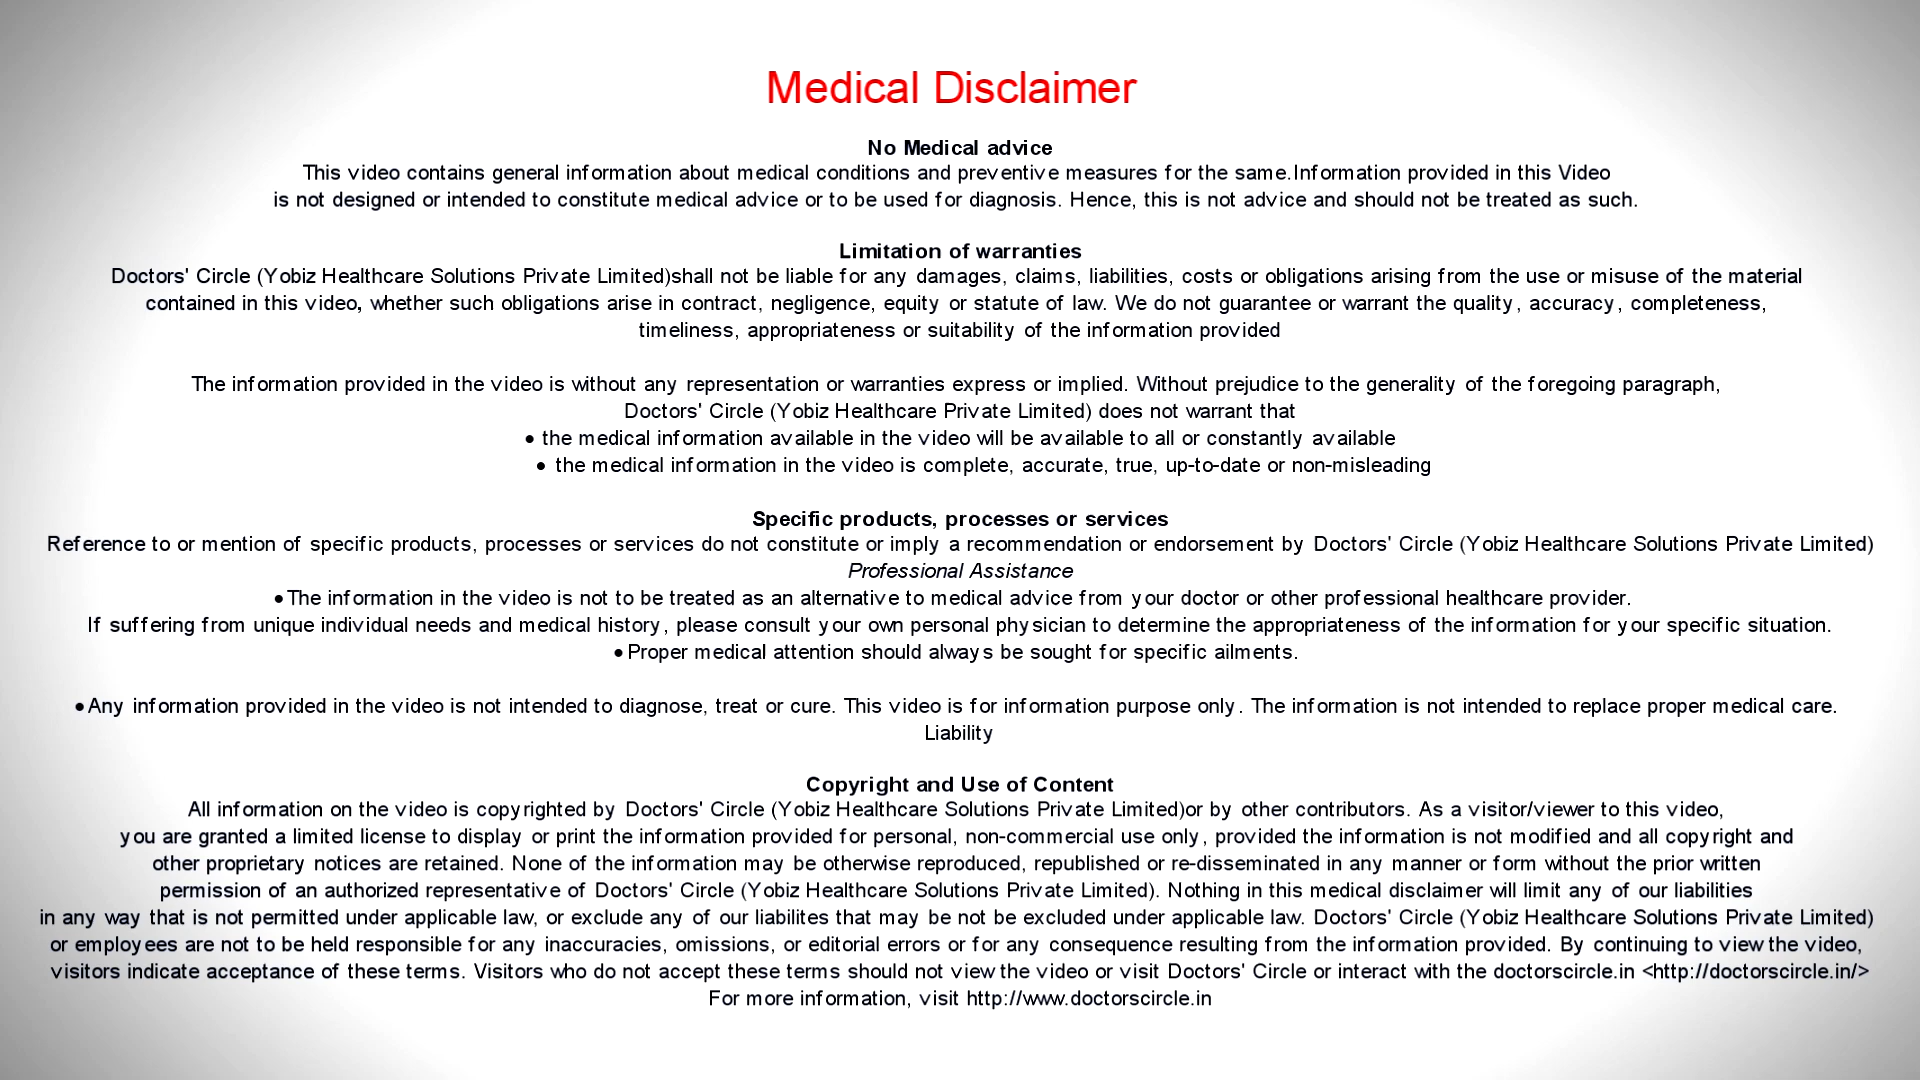 Medical Disclaimer
No Medical advice
This video contains general information about medical conditions and preventive measures for the same.Information provided in this Video
is not designed or intended to constitute medical advice or to be used for diagnosis. Hence, this is not advice and should not be treated as such.
Limitation of warranties
Doctors' Circle (Yobiz Healthcare Solutions Private Limited)shall not be liable for any damages, claims, liabilities, costs or obligations arising from the use or misuse of the material
contained in this video, whether such obligations arise in contract, negligence, equity or statute of law. We do not guarantee or warrant the quality, accuracy, completeness,
timeliness, appropriateness or suitability of the information provided
The information provided in the video is without any representation or warranties express or implied. Without prejudice to the generality of the foregoing paragraph,
Doctors' Circle (Yobiz Healthcare Private Limited) does not warrant that
• the medical information available in the video will be available to all or constantly available
• the medical information in the video is complete, accurate, true, up-to-date or non-misleading
Specific products, processes or services
Reference to or mention of specific products, processes or services do not constitute or imply a recommendation or endorsement by Doctors' Circle (Yobiz Healthcare Solutions Private Limited)
Professional Assistance
•The information in the video is not to be treated as an alternative to medical advice from your doctor or other professional healthcare provider.
If suffering from unique individual needs and medical history, please consult your own personal physician to determine the appropriateness of the information for your specific situation.
•Proper medical attention should always be sought for specific ailments.
•Any information provided in the video is not intended to diagnose, treat or cure. This video is for information purpose only. The information is not intended to replace proper medical care.
Liability
Copyright and Use of Content
All information on the video is copyrighted by Doctors' Circle (Yobiz Healthcare Solutions Private Limited)or by other contributors. As a visitor/viewer to this video,
you are granted a limited license to display or print the information provided for personal, non-commercial use only, provided the information is not modified and all copyright and
other proprietary notices are retained. None of the information may be otherwise reproduced, republished or re-disseminated in any manner or form without the prior written
permission of an authorized representative of Doctors' Circle (Yobiz Healthcare Solutions Private Limited). Nothing in this medical disclaimer will limit any of our liabilities
in any way that is not permitted under applicable law, or exclude any of our liabilites that may be not be excluded under applicable law. Doctors' Circle (Yobiz Healthcare Solutions Private Limited)
or employees are not to be held responsible for any inaccuracies, omissions, or editorial errors or for any consequence resulting from the information provided. By continuing to view the video,
visitors indicate acceptance of these terms. Visitors who do not accept these terms should not view the video or visit Doctors' Circle or interact with the doctorscircle.in <http://doctorscircle.in/>
For more information, visit http://www.doctorscircle.in